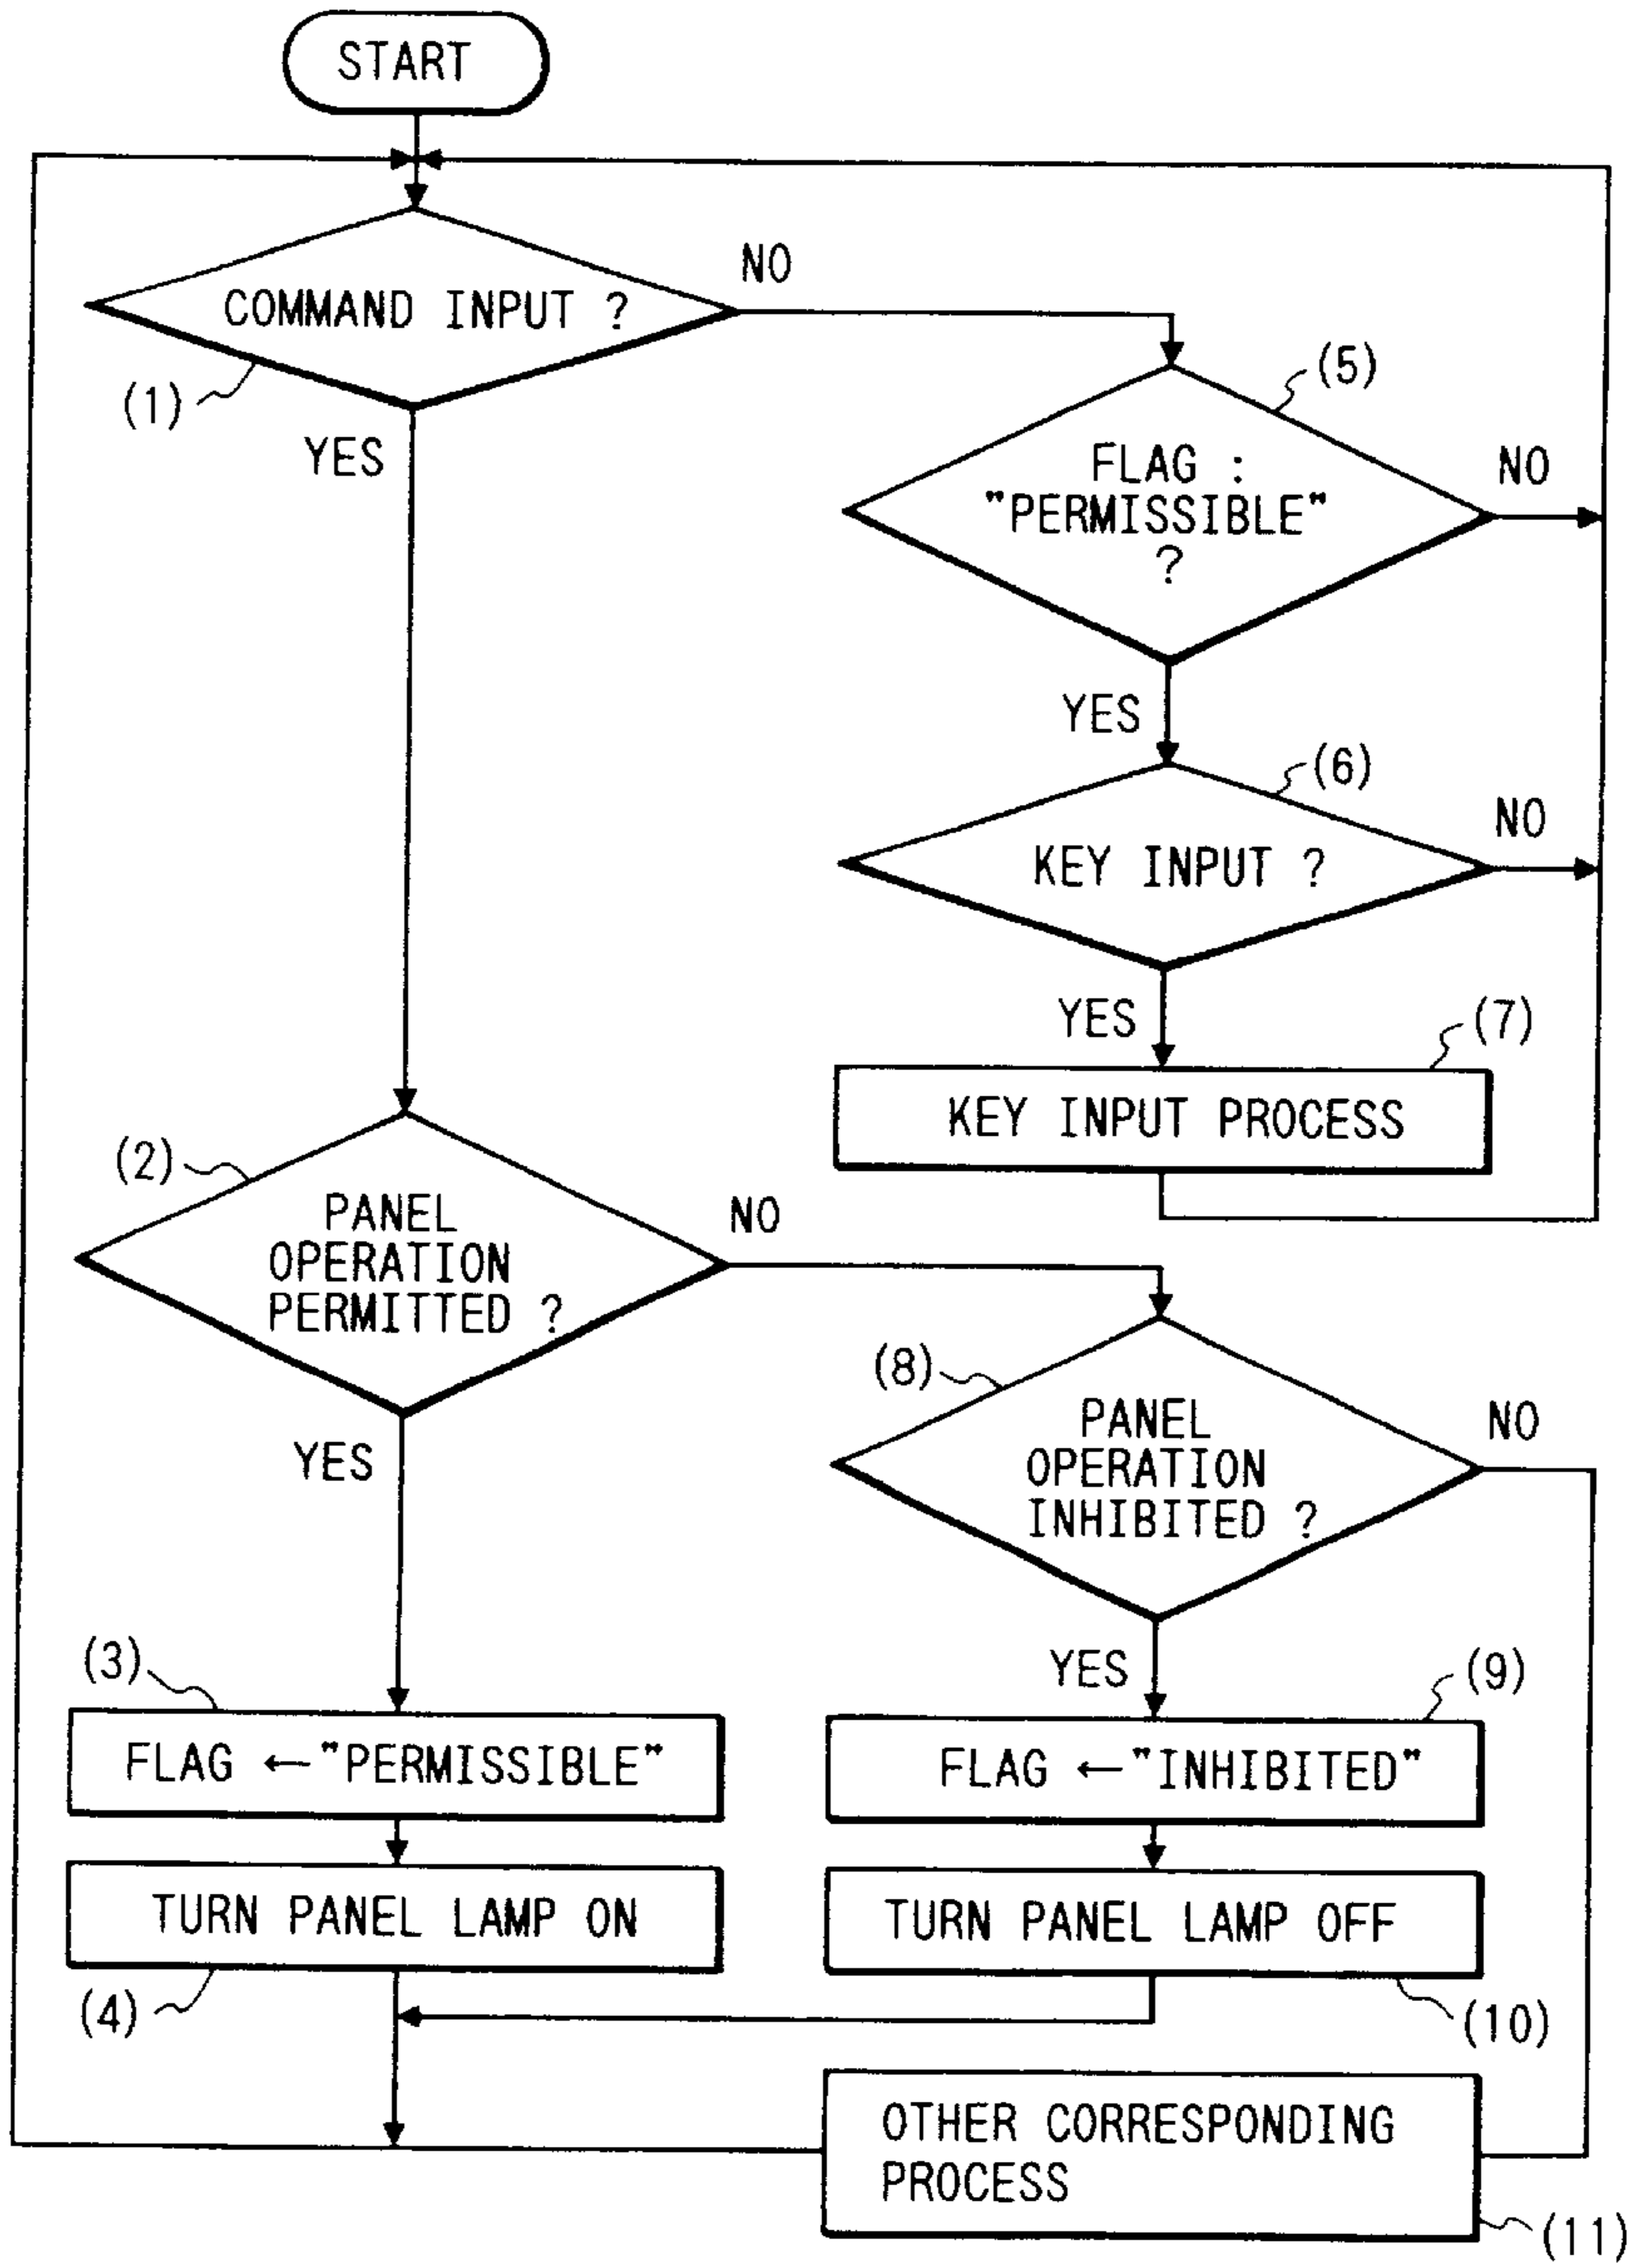 START
COMMAND INPUT ?
NO
(1)
YES
(5)
FLAG :
"PERMISSIBLE"
?
NO
YES
(6)
KEY INPUT ?
NO
YES
(7)
KEY INPUT PROCESS
(2)
PANEL
OPERATION
PERMITTED ?
NO
YES
(8)
PANEL
OPERATION
INHIBITED ?
NO
YES
(3)
FLAG ←"PERMISSIBLE"
(9)
FLAG ←"INHIBITED"
TURN PANEL LAMP ON
(4)
TURN PANEL LAMP OFF
(10)
OTHER CORRESPONDING
PROCESS
(11)